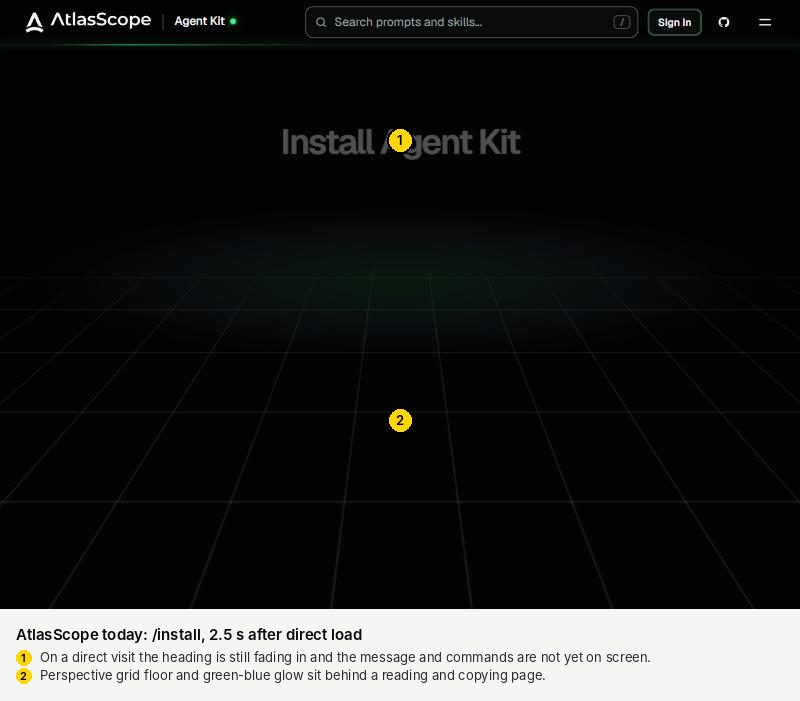 AtlasScope
Agent Kit
Search prompts and skills...
/
Sign in
Install Agent Kit
1
2
AtlasScope today: /install, 2.5 s after direct load
1 On a direct visit the heading is still fading in and the message and commands are not yet on screen.
2 Perspective grid floor and green-blue glow sit behind a reading and copying page.